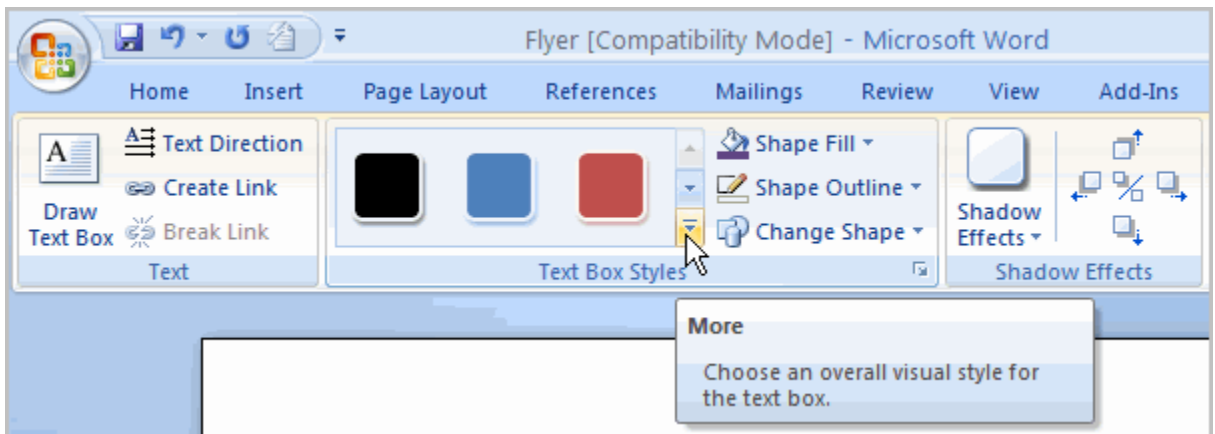 Flyer [Compatibility Mode] - Microsoft Word
Home Insert Page Layout References Mailings Review View Add-Ins
A Draw Text Box
Text Direction
Create Link
Break Link
Text
Shape Fill
Shape Outline
Change Shape
Text Box Styles
Shadow
Effects
Shadow Effects
More
Choose an overall visual style for
the text box.